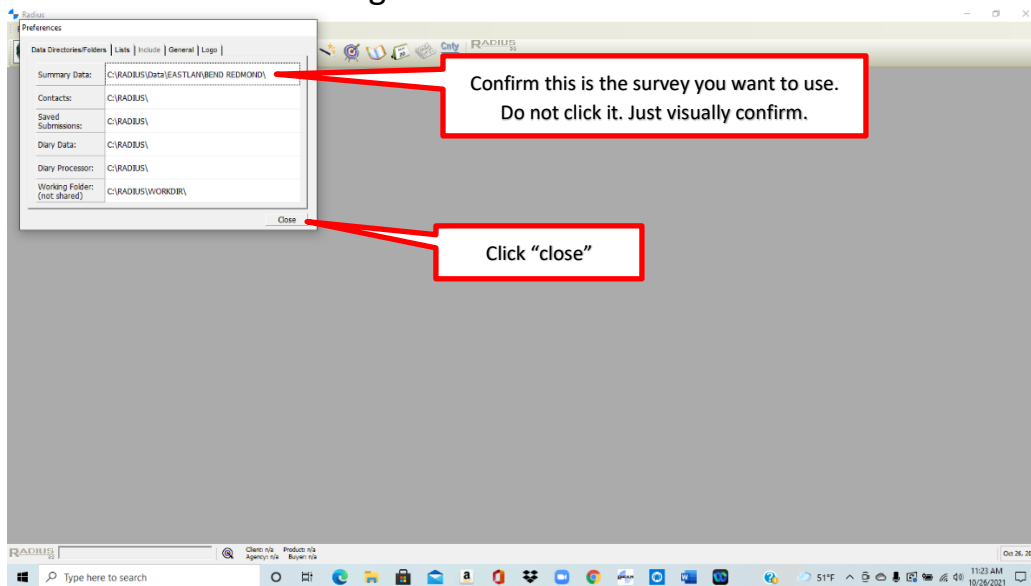 Radius
Preferences
Data Directories/Folders Lists Include General Logo
Summary Data: C:\RADIUS\Data\EASTLAN\BEND REDMOND\
Contacts: C:\RADIUS\
Saved Submissions: C:\RADIUS\
Diary Data: C:\RADIUS\
Diary Processor: C:\RADIUS\
Working Folder: (not shared) C:\RADIUS\WORKDIR\
Close
Cnty RADIUS
Confirm this is the survey you want to use.
Do not click it. Just visually confirm.
Click “close”
RADIUS
Client: n/a Product: n/a
Agency: n/a Buyer: n/a
Oct 26, 20
Type here to search
51°F
11:23 AM
10/26/2021